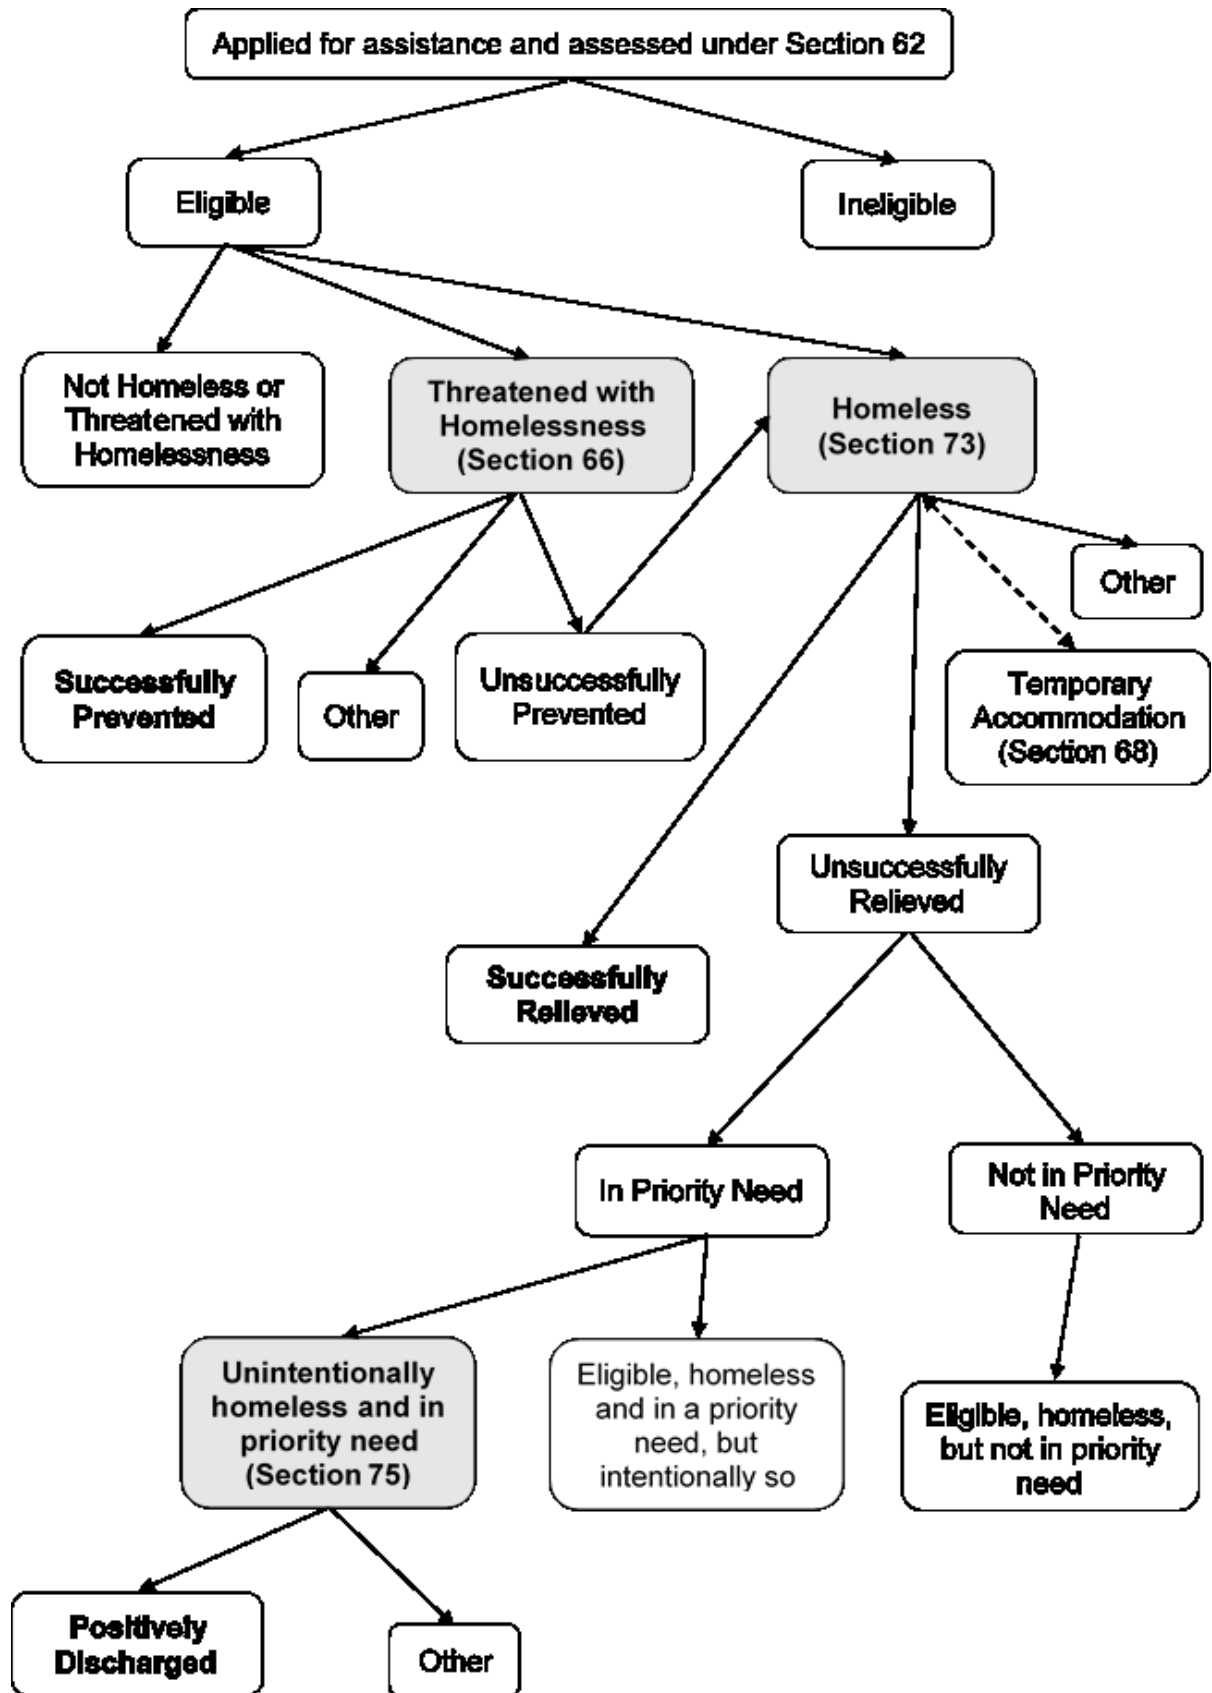 Applied for assistance and assessed under Section 62
Eligible
Ineligible
Not Homeless or
Threatened with
Homelessness
Threatened with
Homelessness
(Section 66)
Homeless
(Section 73)
Other
Successfully
Prevented
Other
Unsuccessfully
Prevented
Temporary
Accommodation
(Section 68)
Unsuccessfully
Relieved
Successfully
Relieved
In Priority Need
Not in Priority
Need
Unintentionally
homeless and in
priority need
(Section 75)
Eligible, homeless
and in a priority
need, but
intentionally so
Eligible, homeless,
but not in priority
need
Positively
Discharged
Other